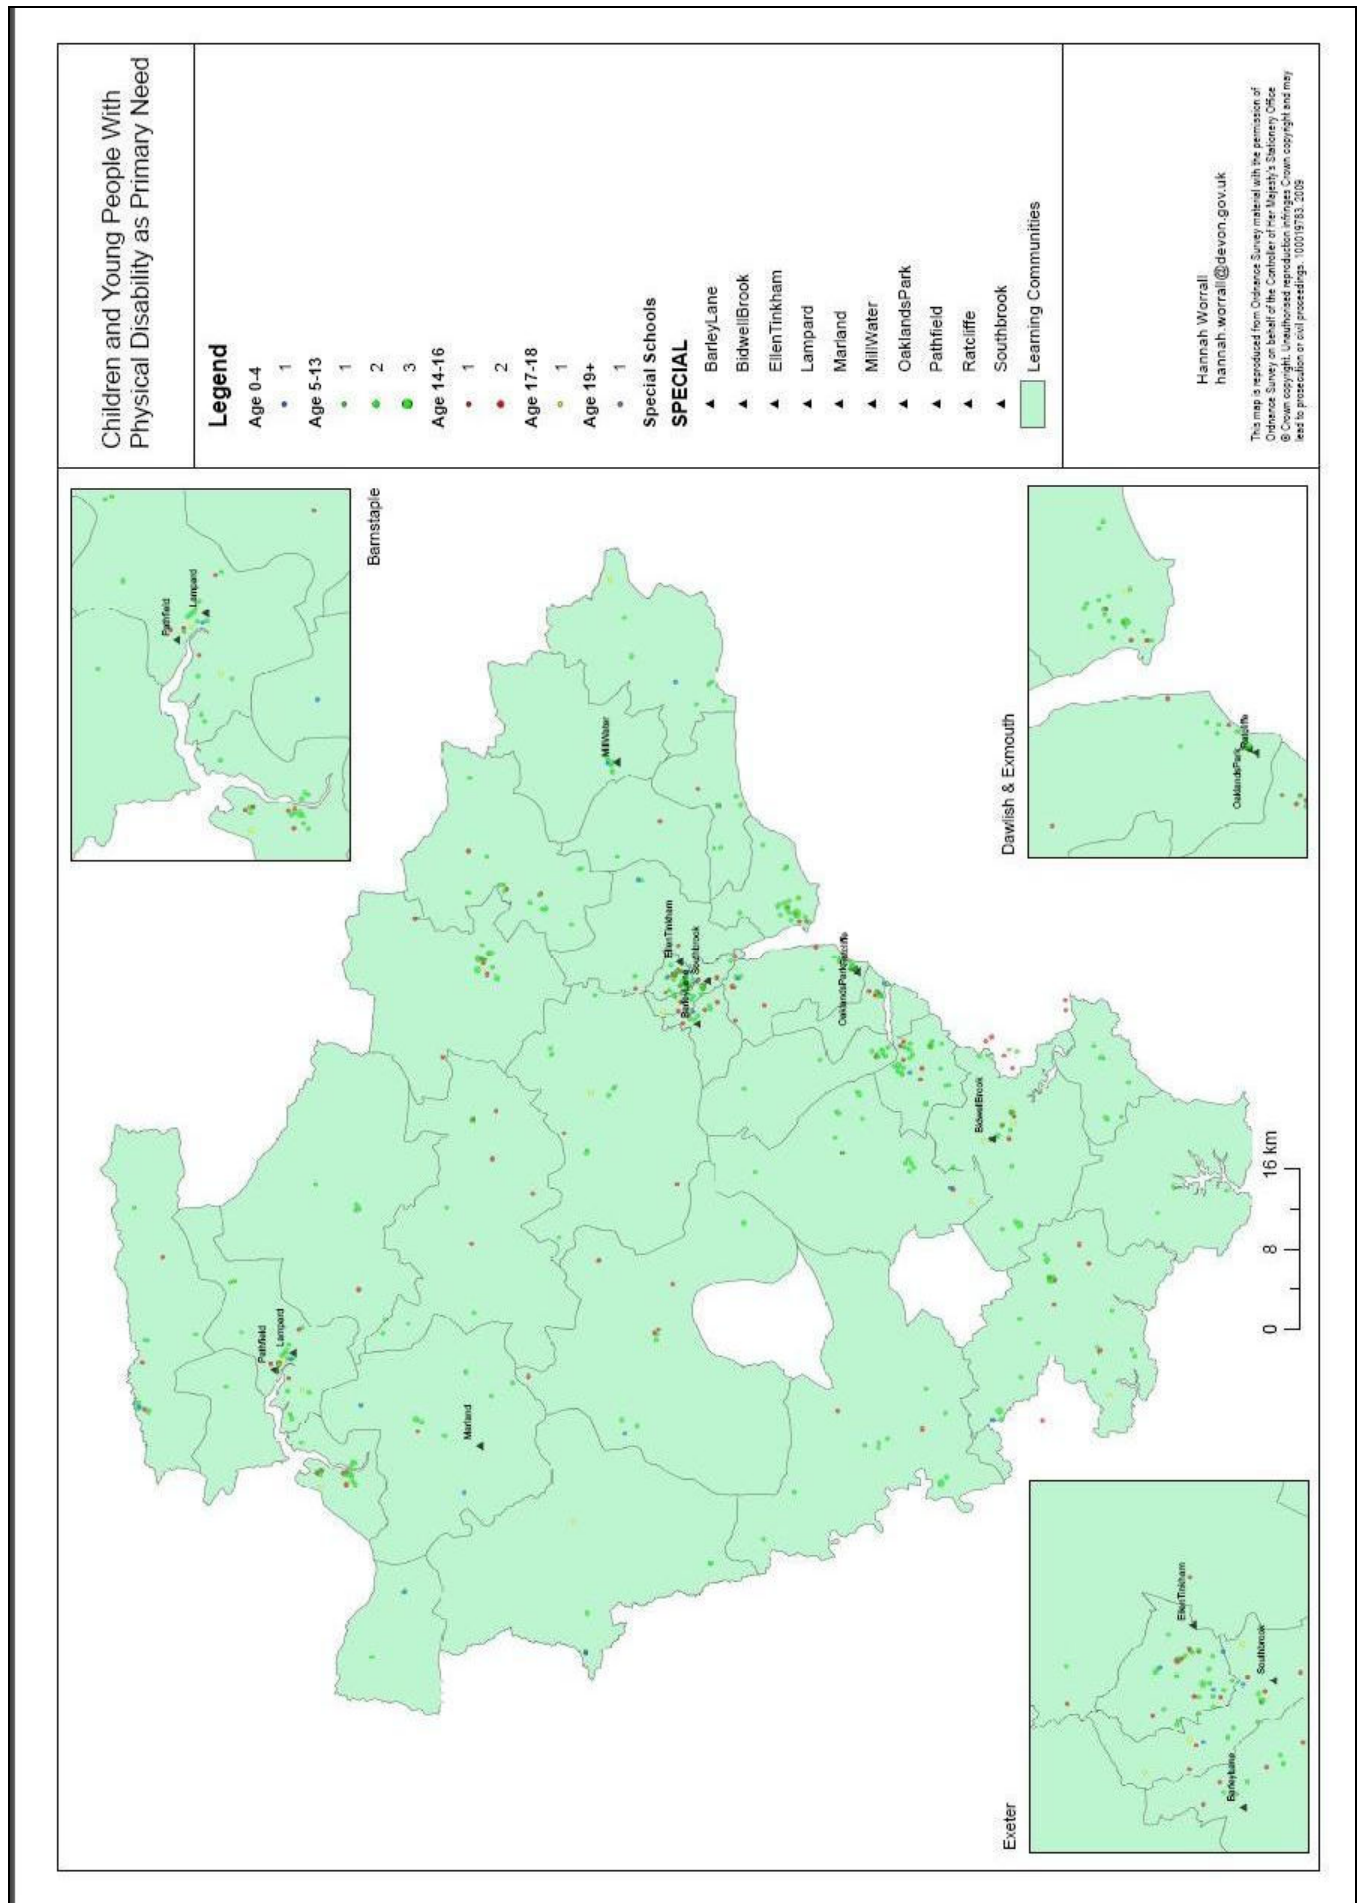 Children and Young People With
Physical Disability as Primary Need
Legend
Age 0-4
1
Age 5-13
1
2
3
Age 14-16
1
2
Age 17-18
1
Age 19+
1
Special Schools
SPECIAL
BarleyLane
BidwellBrook
EllenTinkham
Lampard
Marland
MillWater
OaklandsPark
Pathfield
Ratcliffe
Southbrook
Learning Communities
Hannah Worrall
hannah.worrall@devon.gov.uk
This map is reproduced from Ordnance Survey material with the permission of
Ordnance Survey on behalf of the Controller of Her Majesty's Stationery Office
© Crown copyright. Unauthorised reproduction infringes Crown copyright and may
lead to prosecution or civil proceedings. 100019783. 2009
Barnstaple
Pathfield
Lampard
Pathfield
Lampard
Marland
MillWater
EllenTinkham
Southbrook
BarleyLane
OaklandsPark
Ratcliffe
BidwellBrook
0 8 16 km
Dawlish & Exmouth
OaklandsPark
Ratcliffe
Exeter
EllenTinkham
Southbrook
BarleyLane